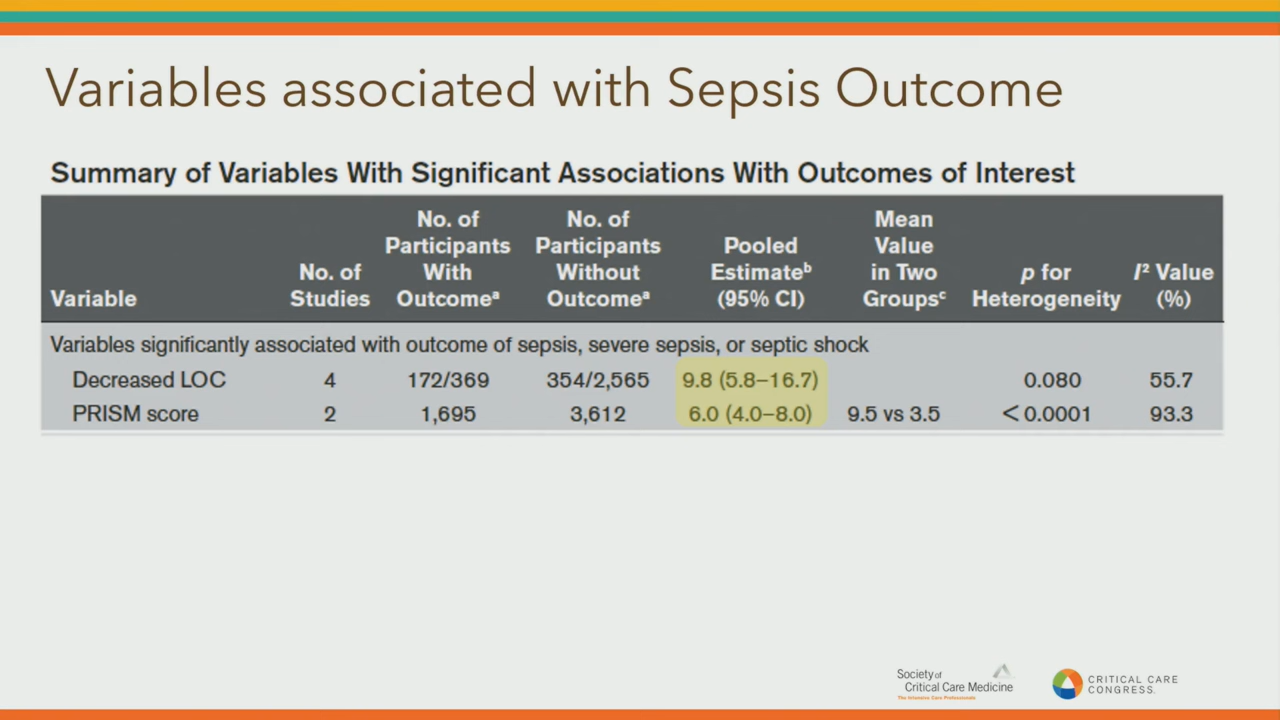 Variables associated with Sepsis Outcome
Summary of Variables With Significant Associations With Outcomes of Interest
Variable
No. of Studies
No. of Participants With Outcomeᵃ
No. of Participants Without Outcomeᵃ
Pooled Estimateᵇ (95% CI)
Mean Value in Two Groupsᶜ
p for Heterogeneity
I² Value (%)
Variables significantly associated with outcome of sepsis, severe sepsis, or septic shock
Decreased LOC 4 172/369 354/2,565 9.8 (5.8–16.7) 0.080 55.7
PRISM score 2 1,695 3,612 6.0 (4.0–8.0) 9.5 vs 3.5 <0.0001 93.3
Society of
Critical Care Medicine
The Intensive Care Professionals
CRITICAL CARE
CONGRESS.